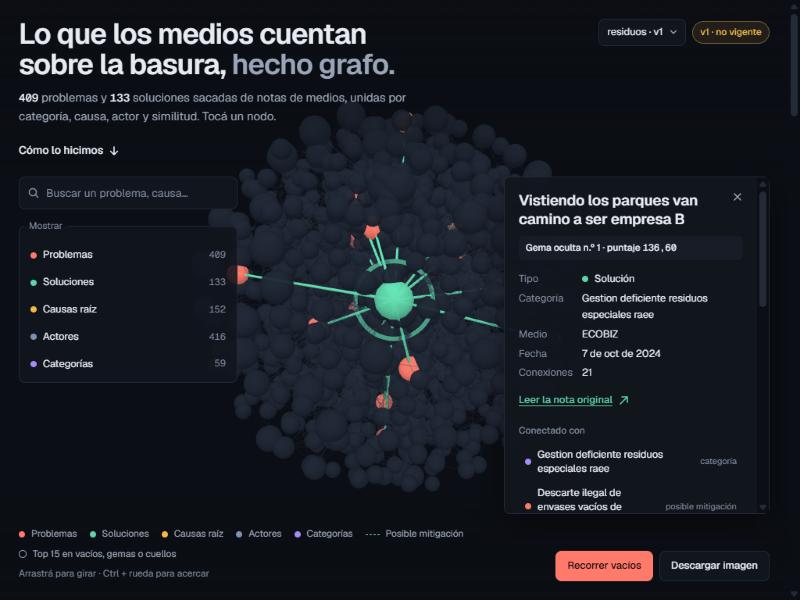 Lo que los medios cuentan
sobre la basura, hecho grafo.
residuos · v1
v1 · no vigente
409 problemas y 133 soluciones sacadas de notas de medios, unidas por
categoría, causa, actor y similitud. Tocá un nodo.
Cómo lo hicimos ↓
Buscar un problema, causa…
Mostrar
Problemas 409
Soluciones 133
Causas raíz 152
Actores 416
Categorías 59
Vistiendo los parques van
camino a ser empresa B
Gema oculta n.º 1 · puntaje 136,60
Tipo Solución
Categoría Gestion deficiente residuos
especiales raee
Medio ECOBIZ
Fecha 7 de oct de 2024
Conexiones 21
Leer la nota original ↗
Conectado con
Gestion deficiente residuos
especiales raee categoría
Descarte ilegal de
envases vacíos de posible mitigación
Problemas Soluciones Causas raíz Actores Categorías Posible mitigación
Top 15 en vacíos, gemas o cuellos
Arrastrá para girar · Ctrl + rueda para acercar
Recorrer vacíos
Descargar imagen